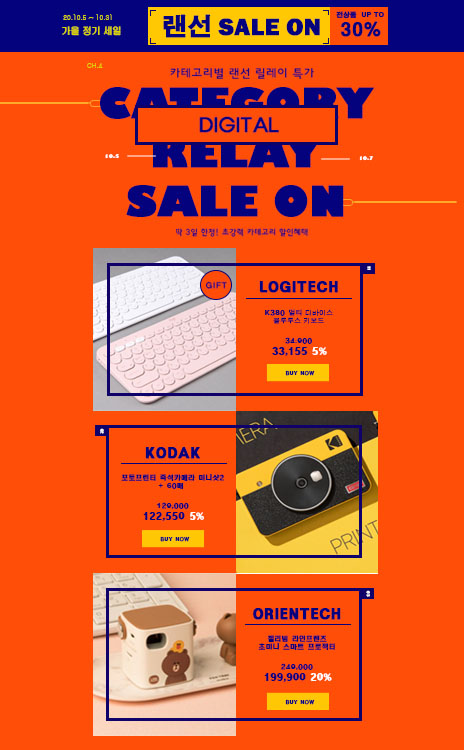 20.10.5 ~ 10.31
가을 정기 세일
랜선 SALE ON
전상품 UP TO
30%
CH.4
카테고리별 랜선 릴레이 특가
CATEGORY
DIGITAL
RELAY
10.5
10.7
SALE ON
딱 3일 한정! 초강력 카테고리 할인혜택
GIFT
LOGITECH
K380 멀티 디바이스
블루투스 키보드
34,900
33,155 5%
BUY NOW
KODAK
포토프린터 즉석카메라 미니샷2
+ 60매
129,000
122,550 5%
BUY NOW
ERA
KODAK
PRINT
ORIENTECH
젤리빔 라인프렌즈
초미니 스마트 프로젝터
249,000
199,900 20%
BUY NOW